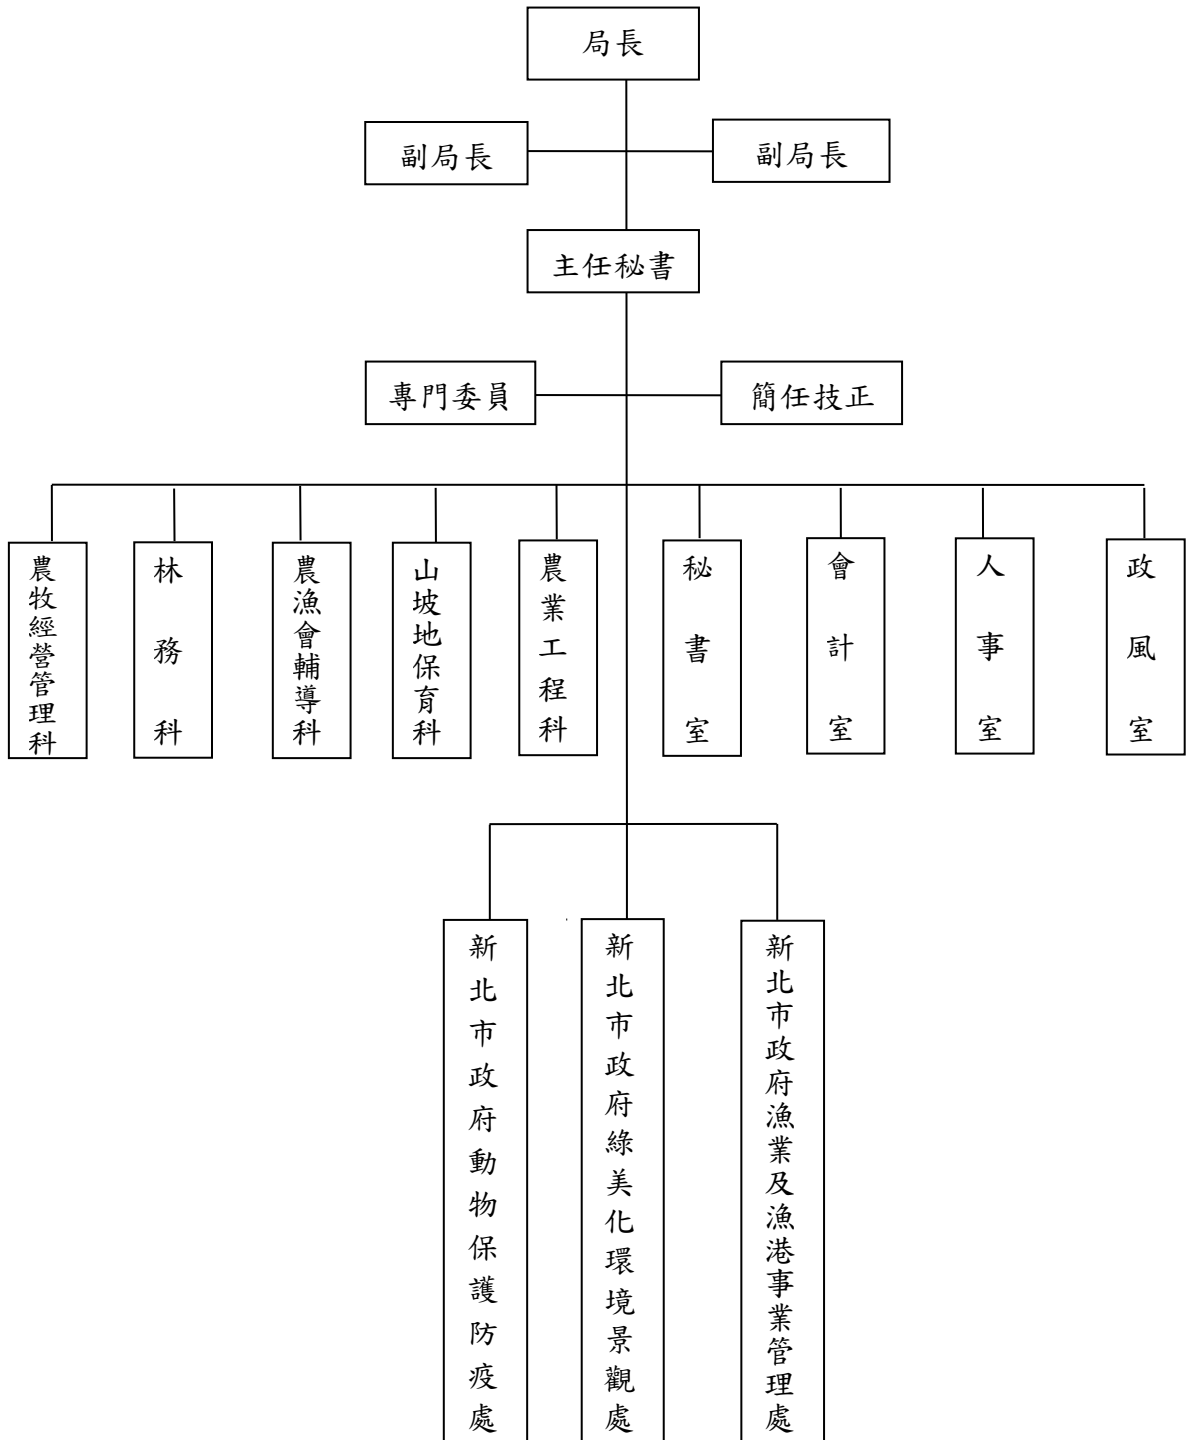 局長
副局長
副局長
主任秘書
專門委員
簡任技正
農牧經營管理科
林務科
農漁會輔導科
山坡地保育科
農業工程科
秘書室
會計室
人事室
政風室
新北市政府動物保護防疫處
新北市政府綠美化環境景觀處
新北市政府漁業及漁港事業管理處